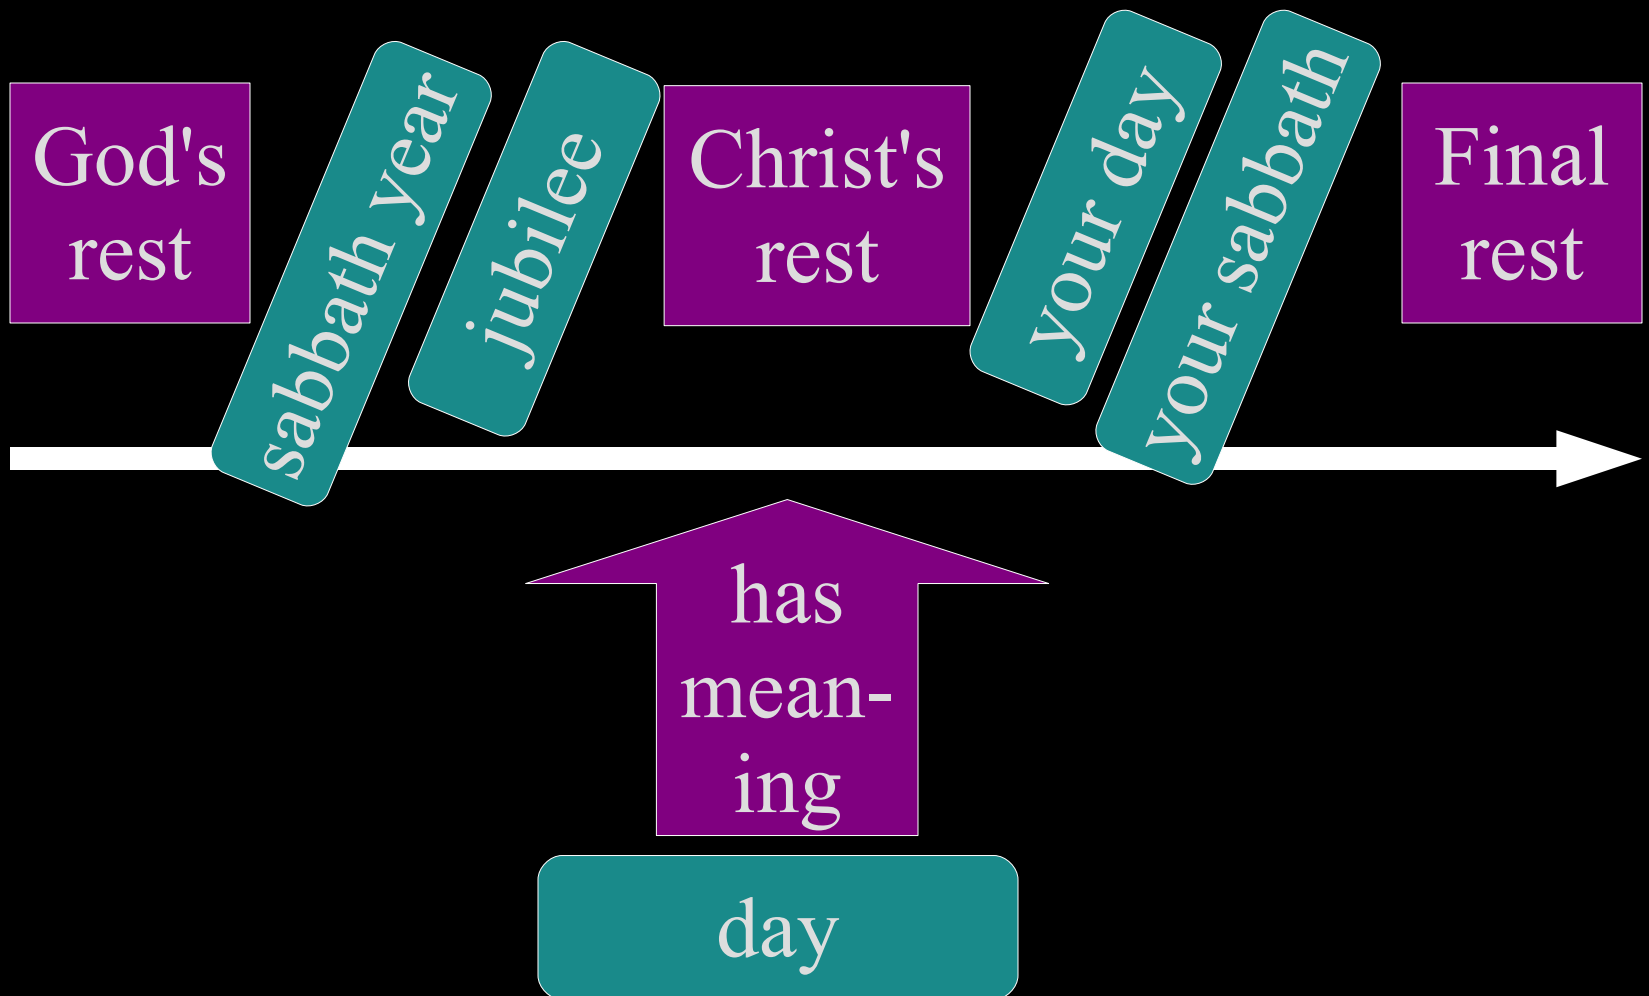 God's
rest
sabbath year
jubilee
Christ's
rest
your day
your sabbath
Final
rest
has
mean-
ing
day